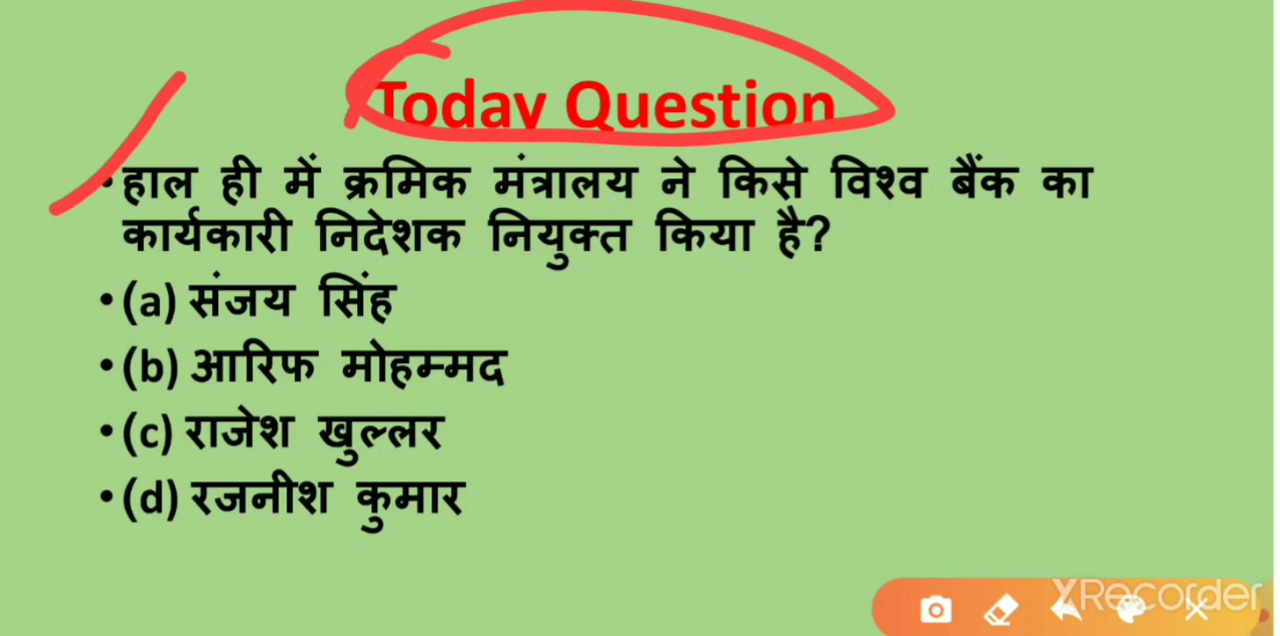 Today Question
•हाल ही में क्रमिक मंत्रालय ने किसे विश्व बैंक का
कार्यकारी निदेशक नियुक्त किया है?
•(a) संजय सिंह
•(b) आरिफ मोहम्मद
•(c) राजेश खुल्लर
•(d) रजनीश कुमार
XRecorder